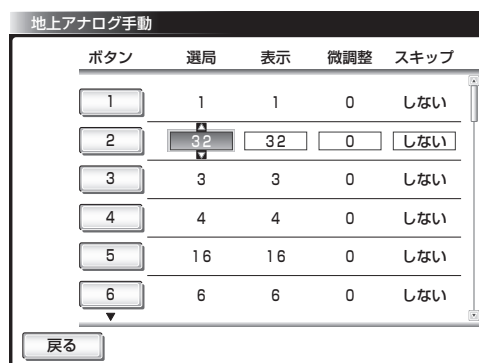 地上アナログ手動
ボタン 選局 表示 微調整 スキップ
1 1 1 0 しない
2 32 32 0 しない
3 3 3 0 しない
4 4 4 0 しない
5 16 16 0 しない
6 6 6 0 しない
戻る